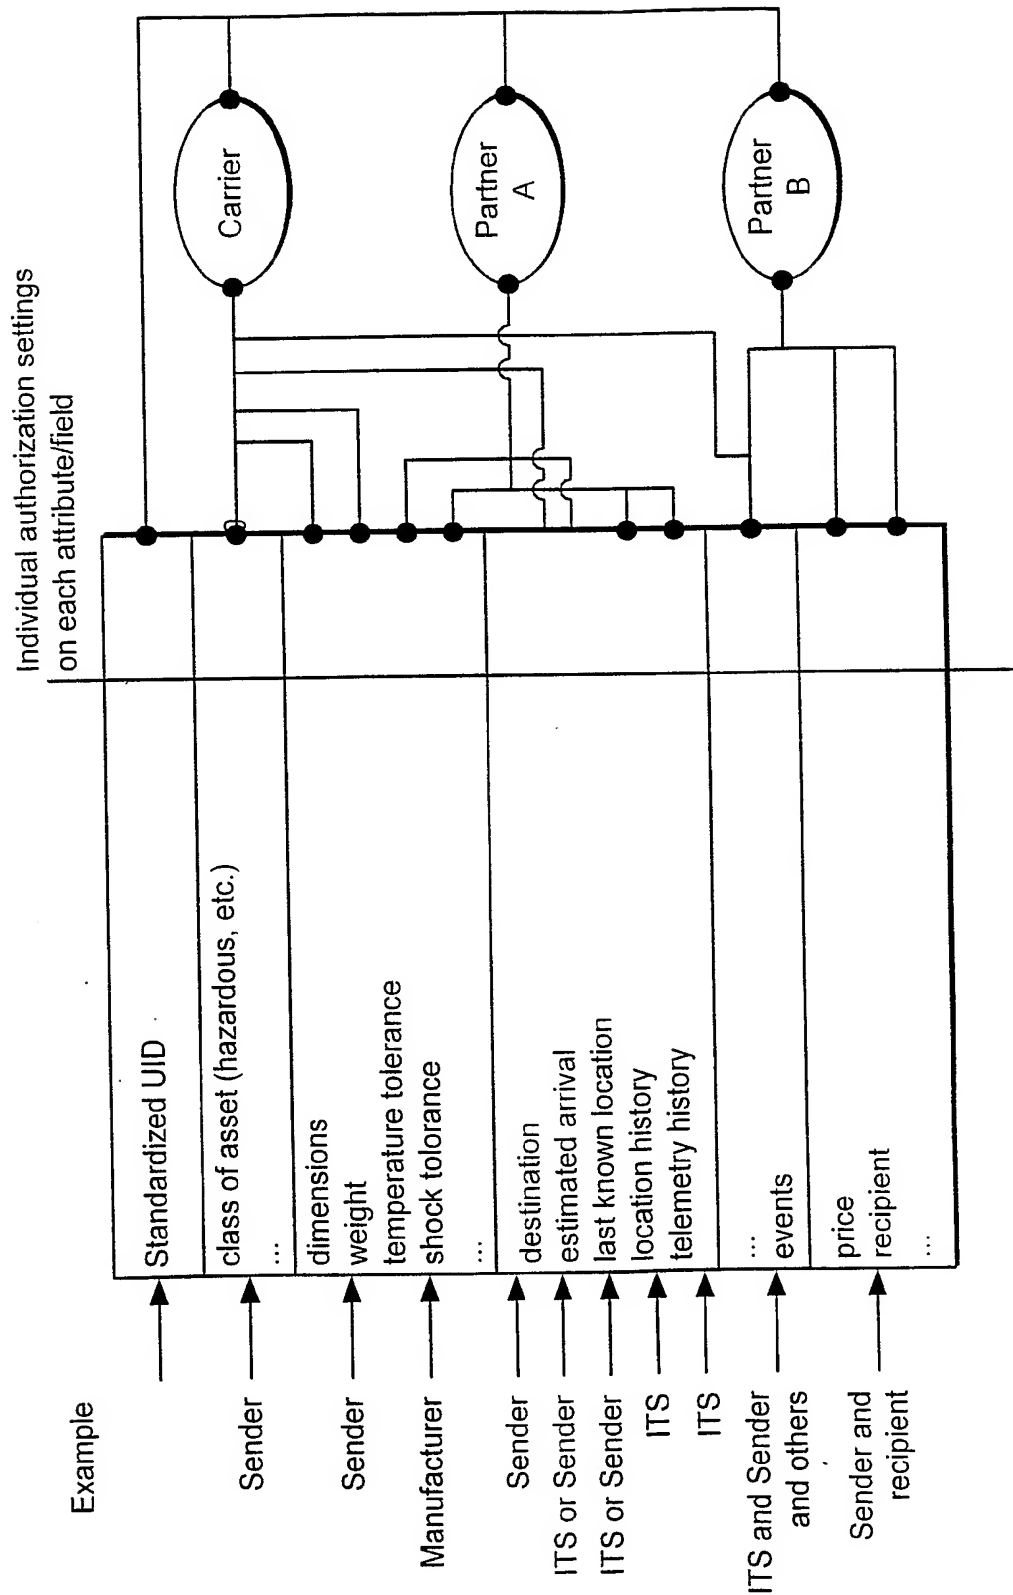 Example
Sender
Sender
Manufacturer
Sender
ITS or Sender
ITS or Sender
ITS
ITS
ITS and Sender
and others
Sender and
recipient
Standardized UID
class of asset (hazardous, etc.)
...
dimensions
weight
temperature tolerance
shock tolorance
...
destination
estimated arrival
last known location
location history
telemetry history
...
events
price
recipient
...
Individual authorization settings
on each attribute/field
Carrier
Partner
A
Partner
B